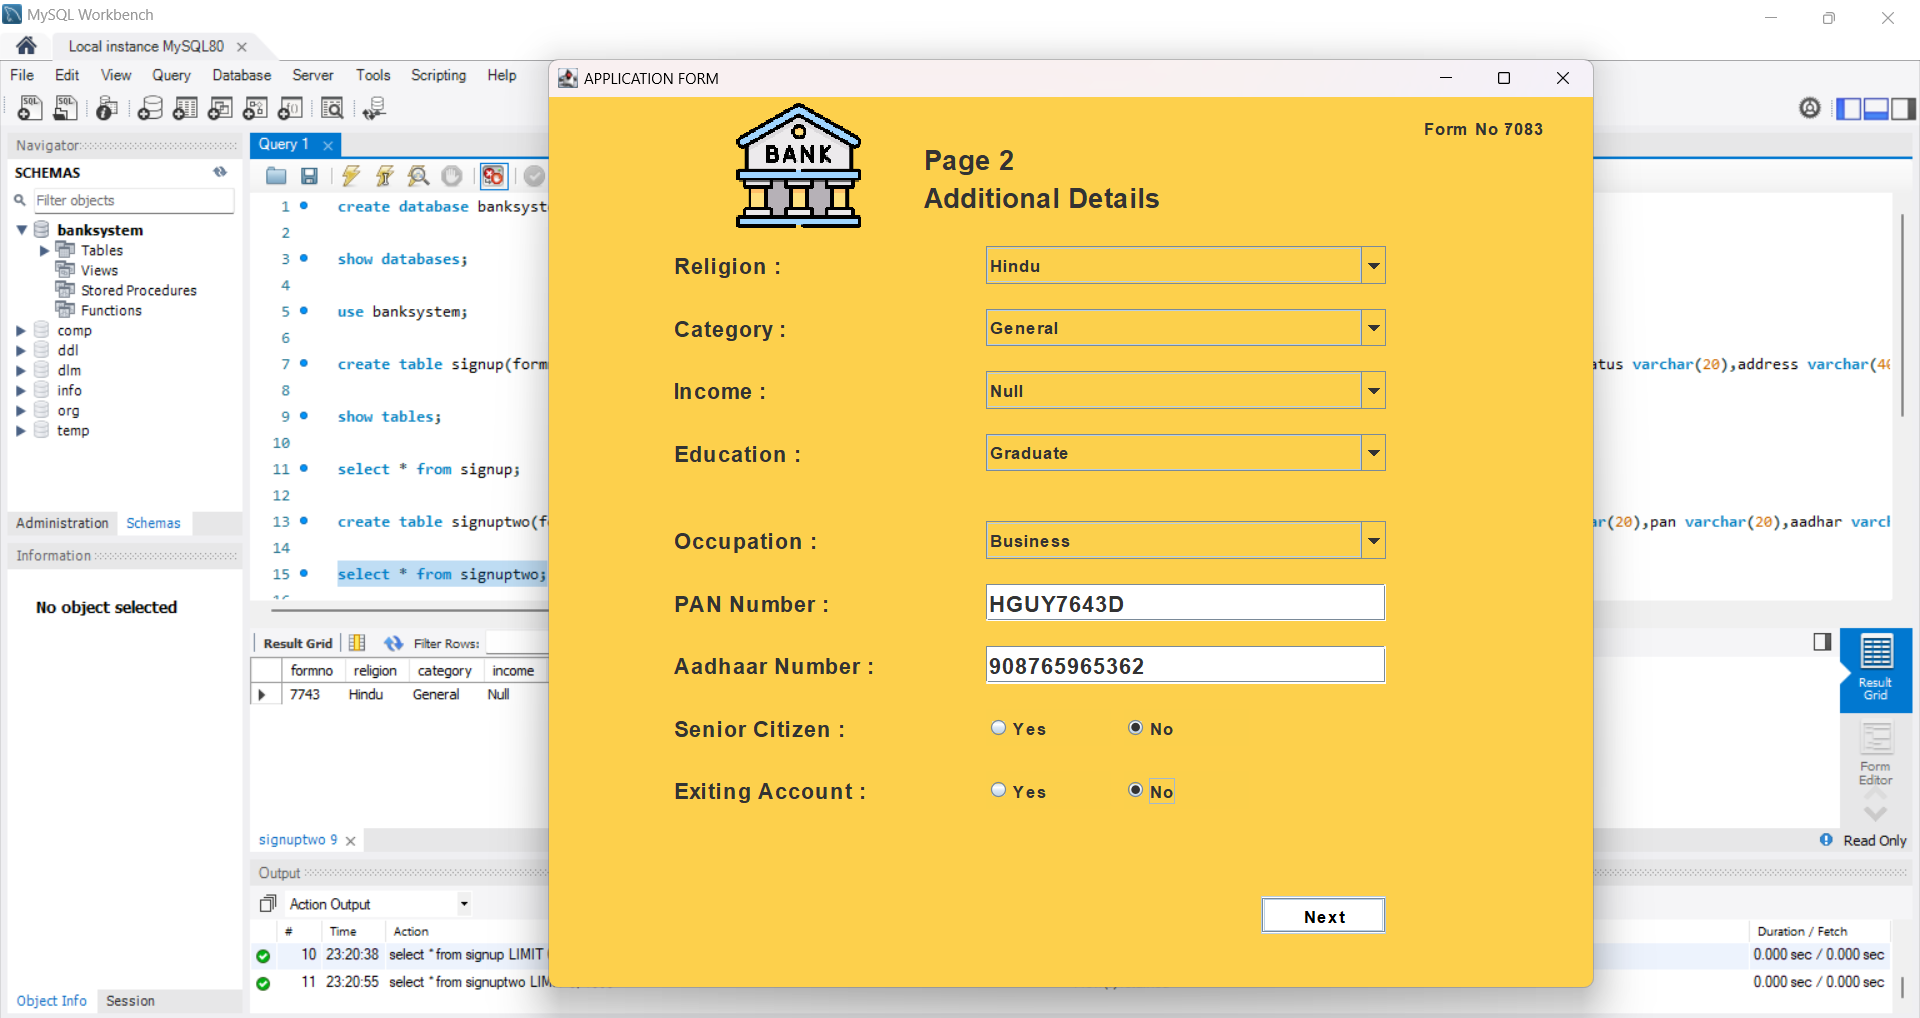 MySQL Workbench
Local instance MySQL80
File Edit View Query Database Server Tools Scripting Help
Navigator
SCHEMAS
Filter objects
banksystem
Tables
Views
Stored Procedures
Functions
comp
ddl
dlm
info
org
temp
Administration Schemas
Information
No object selected
Object Info Session
Query 1
1 create database banksyst
2
3 show databases;
4
5 use banksystem;
6
7 create table signup(form
atus varchar(20),address varchar(40
8
9 show tables;
10
11 select * from signup;
12
13 create table signuptwo(f
ar(20),pan varchar(20),aadhar varch
14
15 select * from signuptwo;
16
Result Grid Filter Rows:
formno religion category income
7743 Hindu General Null
Result
Grid
Form
Editor
signuptwo 9
Read Only
Output
Action Output
# Time Action Duration / Fetch
10 23:20:38 select * from signup LIMIT 0.000 sec / 0.000 sec
11 23:20:55 select * from signuptwo LIM 0.000 sec / 0.000 sec
APPLICATION FORM
BANK
Form No 7083
Page 2
Additional Details
Religion : Hindu
Category : General
Income : Null
Education : Graduate
Occupation : Business
PAN Number : HGUY7643D
Aadhaar Number : 908765965362
Senior Citizen : Yes No
Exiting Account : Yes No
Next